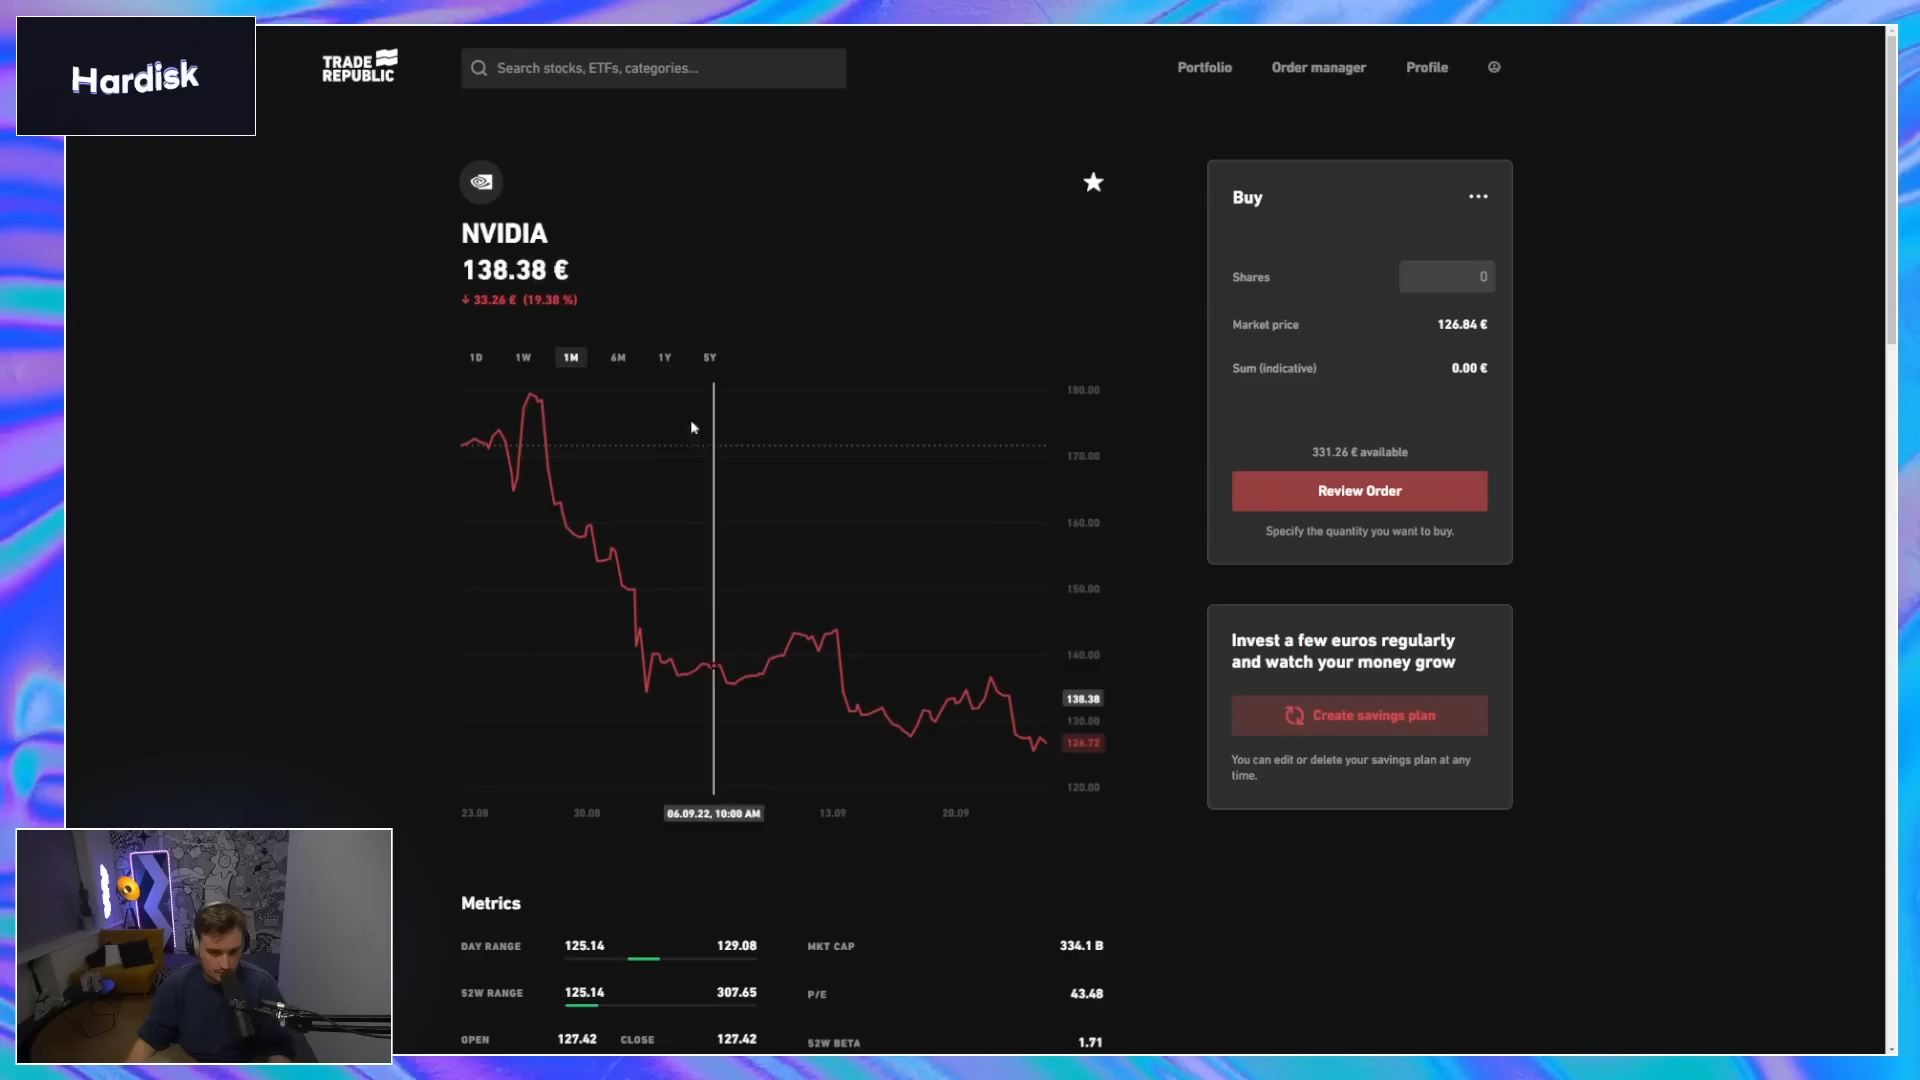 Hardisk
TRADE
REPUBLIC
Search stocks, ETFs, categories...
Portfolio
Order manager
Profile
NVIDIA
138.38 €
33.26 € (19.38 %)
1D
1W
1M
6M
1Y
5Y
180.00
170.00
160.00
150.00
140.00
138.38
130.00
126.72
120.00
23.08
30.08
06.09.22, 10:00 AM
13.09
20.09
Buy
Shares
0
Market price
126.84 €
Sum (indicative)
0.00 €
331.26 € available
Review Order
Specify the quantity you want to buy.
Invest a few euros regularly
and watch your money grow
Create savings plan
You can edit or delete your savings plan at any
time.
Metrics
DAY RANGE
125.14
129.08
MKT CAP
334.1 B
52W RANGE
125.14
307.65
P/E
43.48
OPEN
127.42
CLOSE
127.42
52W BETA
1.71